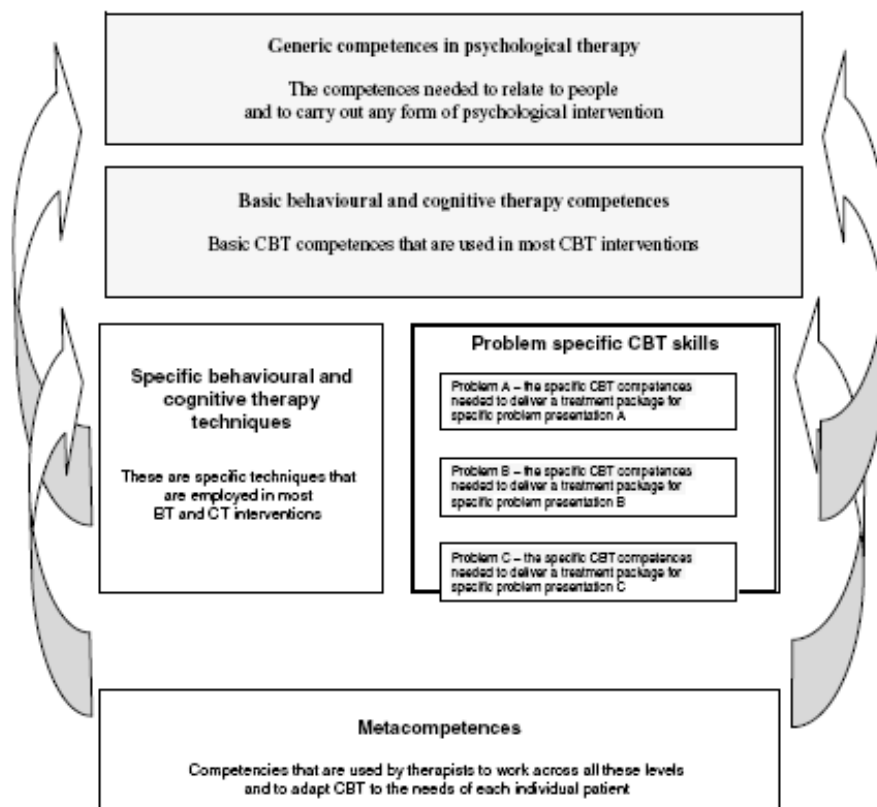 Generic competences in psychological therapy
The competences needed to relate to people
and to carry out any form of psychological intervention
Basic behavioural and cognitive therapy competences
Basic CBT competences that are used in most CBT interventions
Specific behavioural and
cognitive therapy
techniques
These are specific techniques that
are employed in most
BT and CT interventions
Problem specific CBT skills
Problem A – the specific CBT competences
needed to deliver a treatment package for
specific problem presentation A
Problem B – the specific CBT competences
needed to deliver a treatment package for
specific problem presentation B
Problem C – the specific CBT competences
needed to deliver a treatment package for
specific problem presentation C
Metacompetences
Competencies that are used by therapists to work across all these levels
and to adapt CBT to the needs of each individual patient